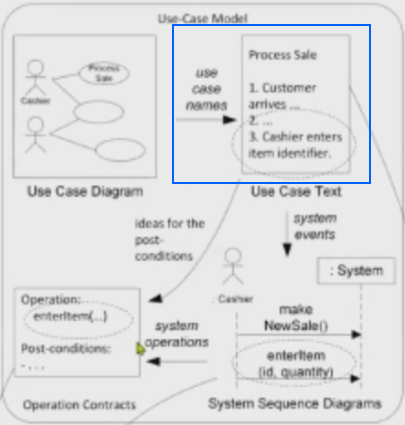 Use-Case Model
Process
Sale
Cashier
Use Case Diagram
use
case
names
Process Sale
1. Customer
arrives ...
2. ...
3. Cashier enters
item identifier.
Use Case Text
ideas for the
post-
conditions
system
events
: System
: Cashier
make
NewSale()
enterItem
(id, quantity)
System Sequence Diagrams
Operation:
enterItem(...)
Post-conditions:
- . . .
system
operations
Operation Contracts